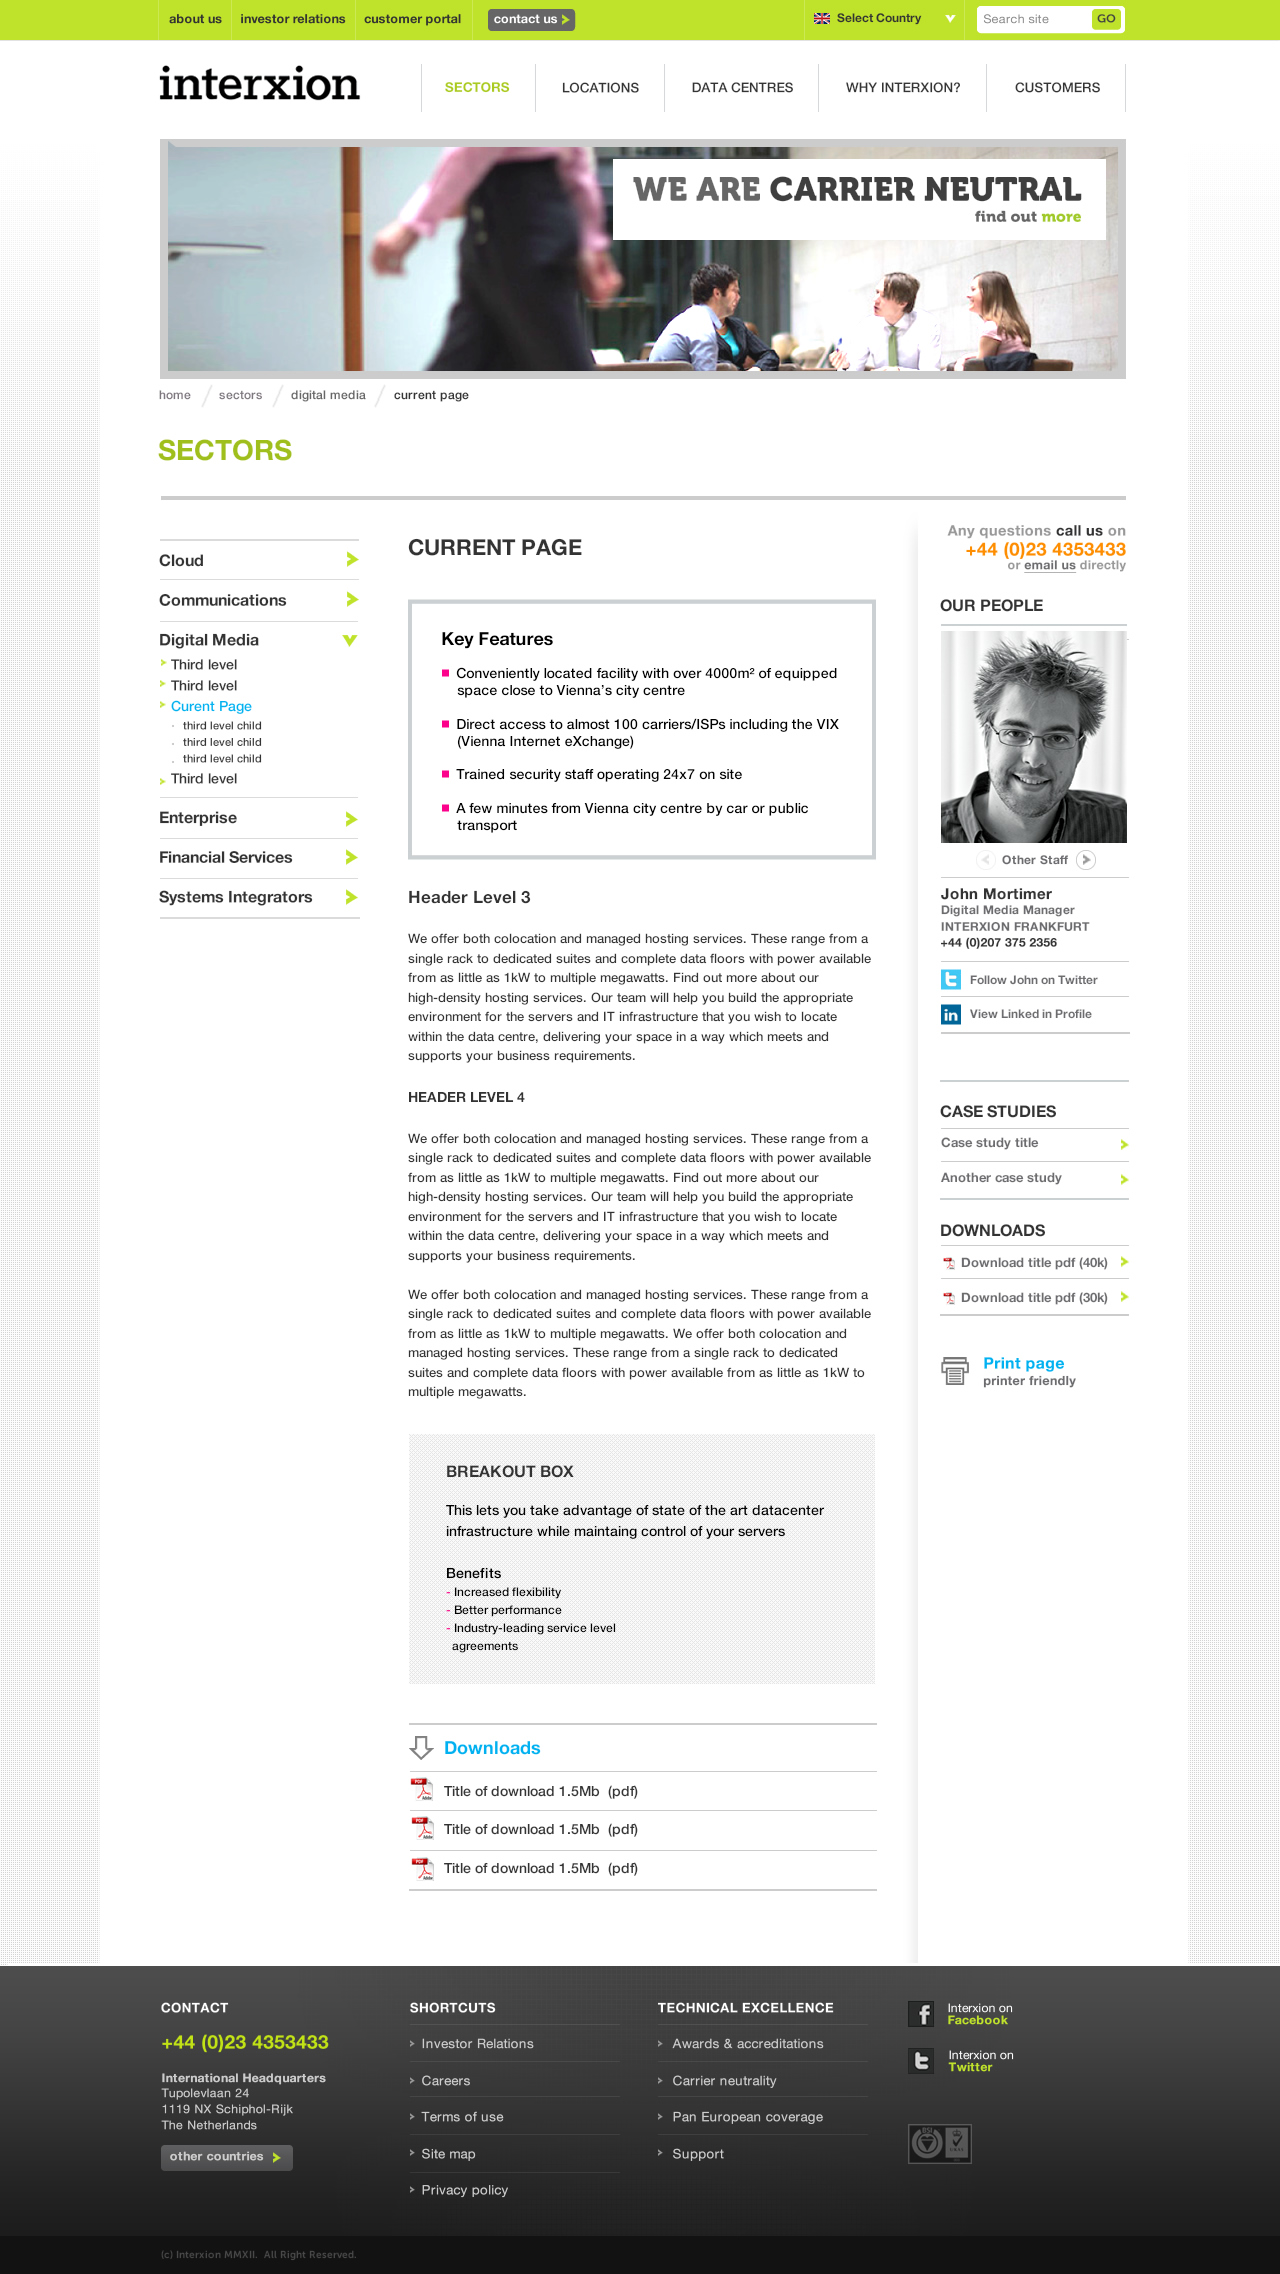 about us
investor relations
customer portal
contact us
Select Country
Search site
GO
interxion
SECTORS
LOCATIONS
DATA CENTRES
WHY INTERXION?
CUSTOMERS
WE ARE CARRIER NEUTRAL
find out more
home
sectors
digital media
current page
SECTORS
Cloud
Communications
Digital Media
Third level
Third level
Curent Page
third level child
third level child
third level child
Third level
Enterprise
Financial Services
Systems Integrators
CURRENT PAGE
Key Features
Conveniently located facility with over 4000m² of equipped
space close to Vienna's city centre
Direct access to almost 100 carriers/ISPs including the VIX
(Vienna Internet eXchange)
Trained security staff operating 24x7 on site
A few minutes from Vienna city centre by car or public
transport
Header Level 3
We offer both colocation and managed hosting services. These range from a
single rack to dedicated suites and complete data floors with power available
from as little as 1kW to multiple megawatts. Find out more about our
high-density hosting services. Our team will help you build the appropriate
environment for the servers and IT infrastructure that you wish to locate
within the data centre, delivering your space in a way which meets and
supports your business requirements.
HEADER LEVEL 4
We offer both colocation and managed hosting services. These range from a
single rack to dedicated suites and complete data floors with power available
from as little as 1kW to multiple megawatts. Find out more about our
high-density hosting services. Our team will help you build the appropriate
environment for the servers and IT infrastructure that you wish to locate
within the data centre, delivering your space in a way which meets and
supports your business requirements.
We offer both colocation and managed hosting services. These range from a
single rack to dedicated suites and complete data floors with power available
from as little as 1kW to multiple megawatts. We offer both colocation and
managed hosting services. These range from a single rack to dedicated
suites and complete data floors with power available from as little as 1kW to
multiple megawatts.
BREAKOUT BOX
This lets you take advantage of state of the art datacenter
infrastructure while maintaing control of your servers
Benefits
- Increased flexibility
- Better performance
- Industry-leading service level
agreements
Downloads
Title of download 1.5Mb (pdf)
Title of download 1.5Mb (pdf)
Title of download 1.5Mb (pdf)
Any questions call us on
+44 (0)23 4353433
or email us directly
OUR PEOPLE
Other Staff
John Mortimer
Digital Media Manager
INTERXION FRANKFURT
+44 (0)207 375 2356
Follow John on Twitter
View Linked in Profile
CASE STUDIES
Case study title
Another case study
DOWNLOADS
Download title pdf (40k)
Download title pdf (30k)
Print page
printer friendly
CONTACT
+44 (0)23 4353433
International Headquarters
Tupolevlaan 24
1119 NX Schiphol-Rijk
The Netherlands
other countries
SHORTCUTS
Investor Relations
Careers
Terms of use
Site map
Privacy policy
TECHNICAL EXCELLENCE
Awards & accreditations
Carrier neutrality
Pan European coverage
Support
Interxion on
Facebook
Interxion on
Twitter
(c) Interxion MMXII. All Right Reserved.